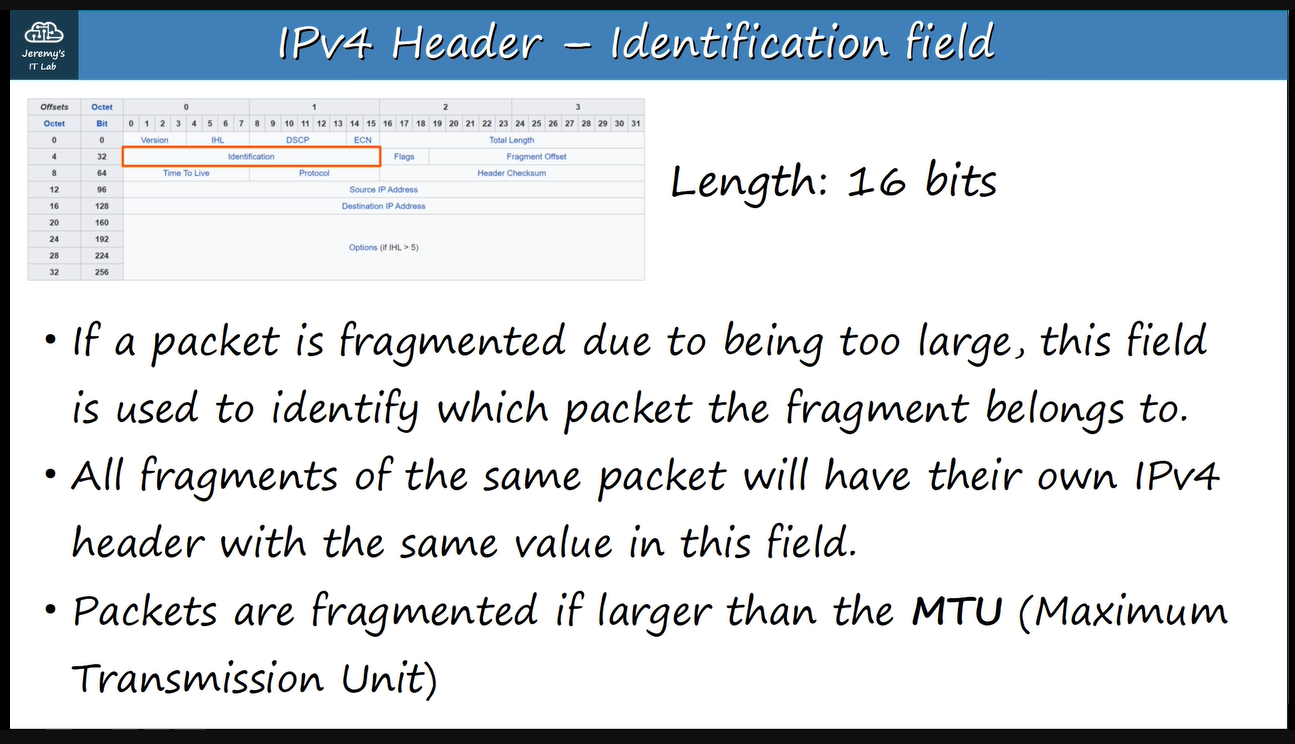 Jeremy's
IT Lab
IPv4 Header – Identification field
Offsets Octet 0 1 2 3
Octet Bit 0 1 2 3 4 5 6 7 8 9 10 11 12 13 14 15 16 17 18 19 20 21 22 23 24 25 26 27 28 29 30 31
0 0 Version IHL DSCP ECN Total Length
4 32 Identification Flags Fragment Offset
8 64 Time To Live Protocol Header Checksum
12 96 Source IP Address
16 128 Destination IP Address
20 160
24 192
Options (if IHL > 5)
28 224
32 256
Length: 16 bits
• If a packet is fragmented due to being too large, this field
is used to identify which packet the fragment belongs to.
• All fragments of the same packet will have their own IPv4
header with the same value in this field.
• Packets are fragmented if larger than the MTU (Maximum
Transmission Unit)